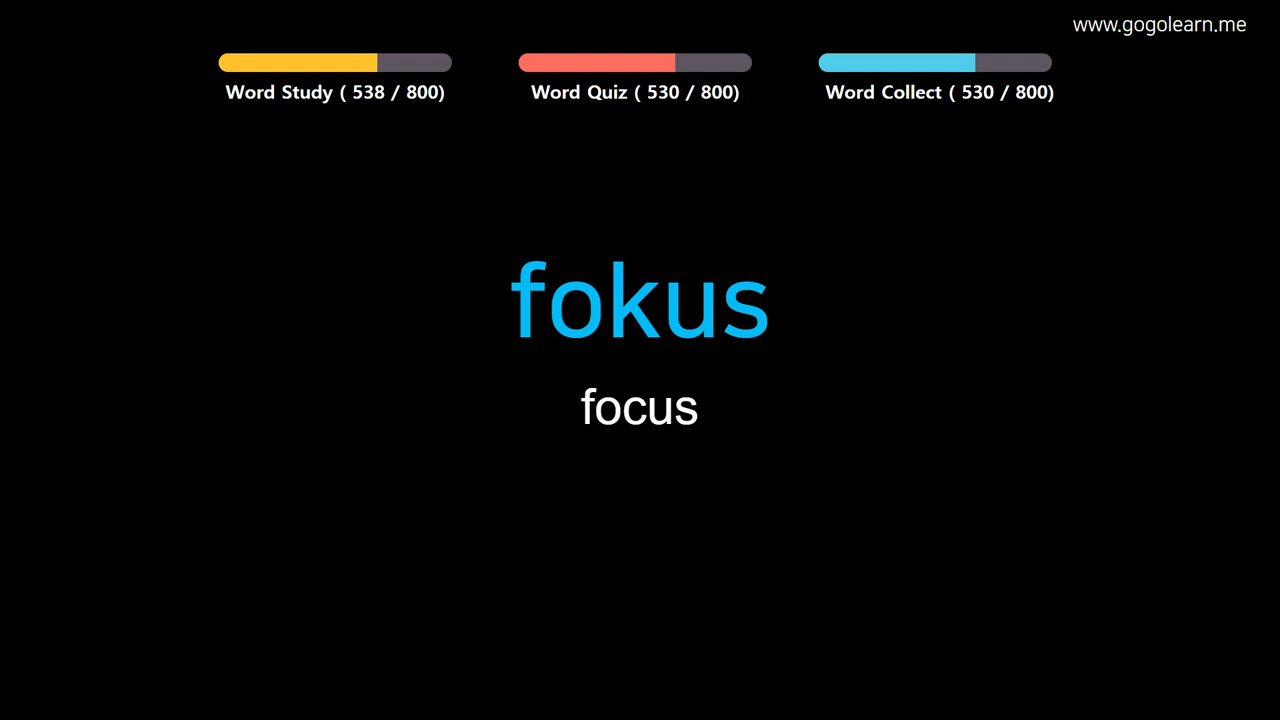 www.gogolearn.me
Word Study ( 538 / 800)
Word Quiz ( 530 / 800)
Word Collect ( 530 / 800)
fokus
focus